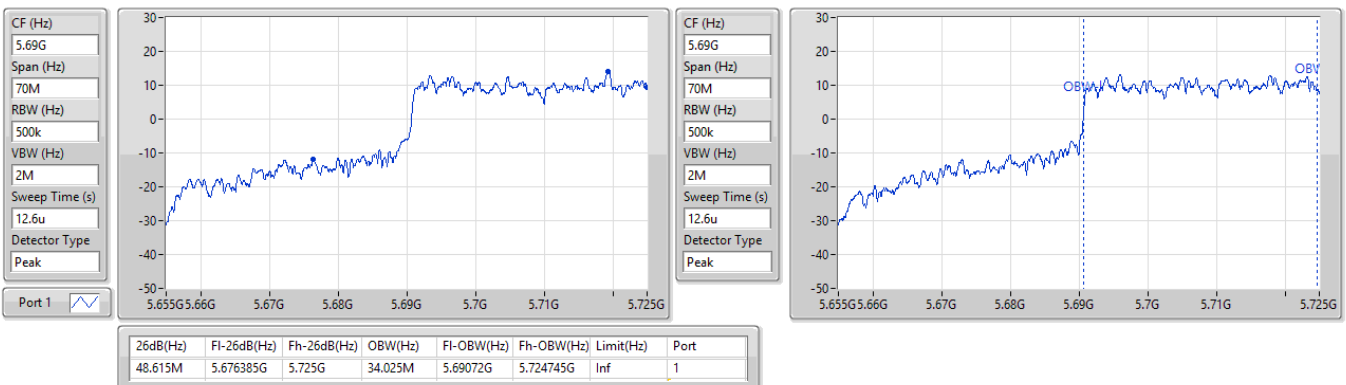 CF (Hz)
5.69G
Span (Hz)
70M
RBW (Hz)
500k
VBW (Hz)
2M
Sweep Time (s)
12.6u
Detector Type
Peak
Port 1
30
20
10
0
-10
-20
-30
-40
-50
5.655G 5.66G 5.67G 5.68G 5.69G 5.7G 5.71G 5.725G
CF (Hz)
5.69G
Span (Hz)
70M
RBW (Hz)
500k
VBW (Hz)
2M
Sweep Time (s)
12.6u
Detector Type
Peak
30
20
10
0
-10
-20
-30
-40
-50
OBW
OBW
5.655G 5.66G 5.67G 5.68G 5.69G 5.7G 5.71G 5.725G
26dB(Hz) Fl-26dB(Hz) Fh-26dB(Hz) OBW(Hz) Fl-OBW(Hz) Fh-OBW(Hz) Limit(Hz) Port
48.615M 5.676385G 5.725G 34.025M 5.69072G 5.724745G Inf 1